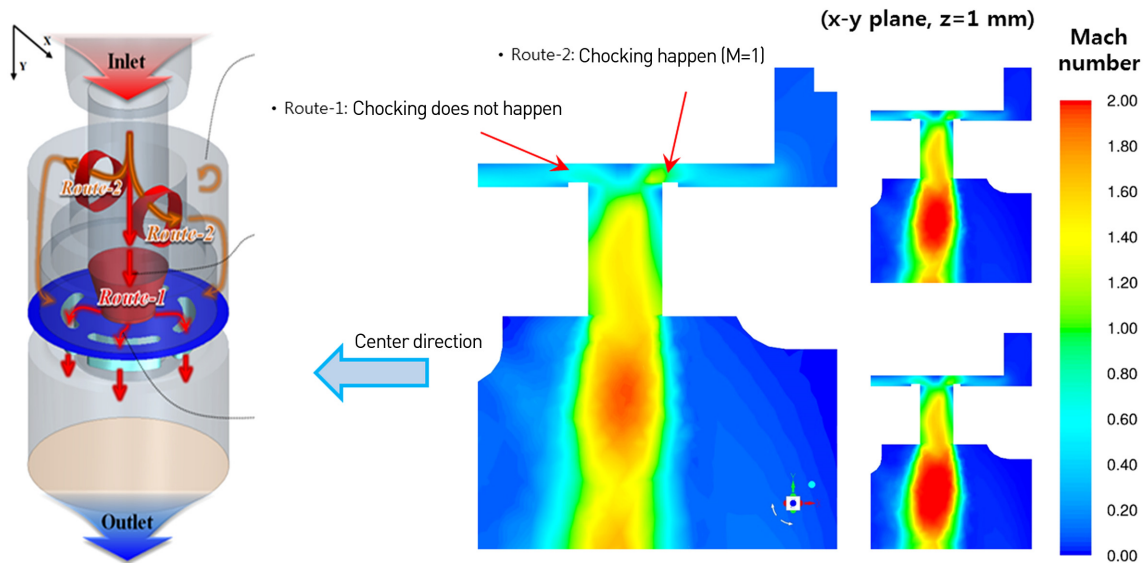 X
Y
Inlet
Route-2
Route-2
Route-1
Outlet
(x-y plane, z=1 mm)
• Route-2: Chocking happen (M=1)
• Route-1: Chocking does not happen
Center direction
Y
Mach
number
2.00
1.80
1.60
1.40
1.20
1.00
0.80
0.60
0.40
0.20
0.00